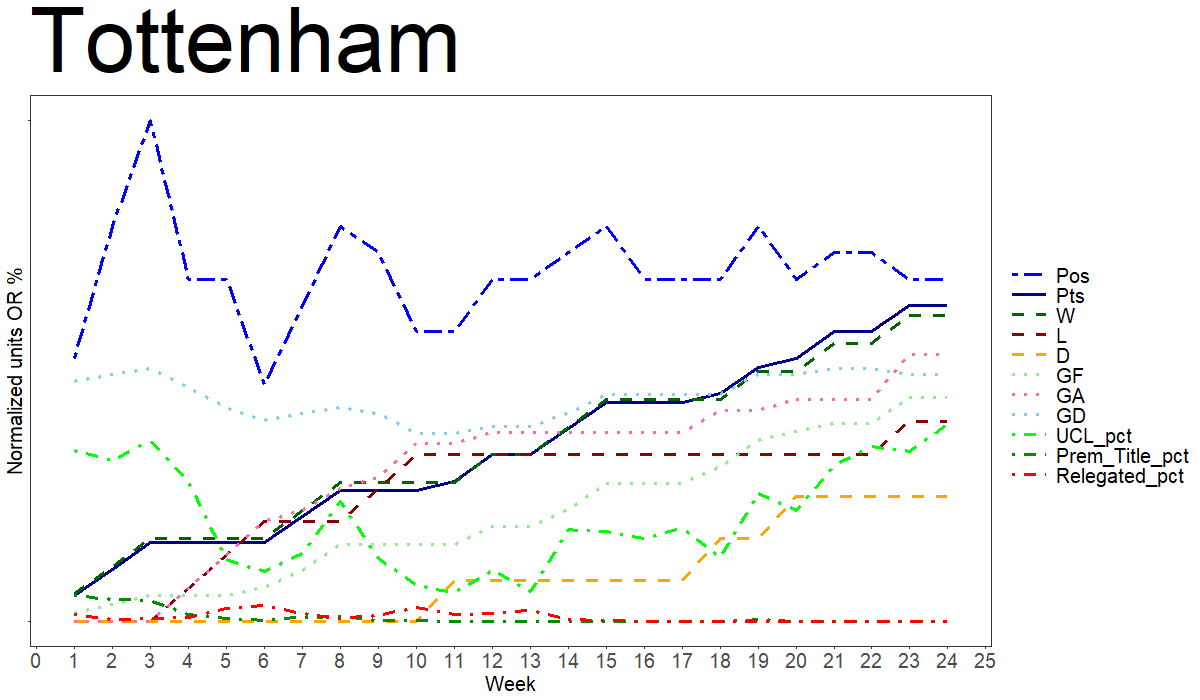 Tottenham
Normalized units OR %
0 1 2 3 4 5 6 7 8 9 10 11 12 13 14 15 16 17 18 19 20 21 22 23 24 25
Week
Pos
Pts
W
L
D
GF
GA
GD
UCL_pct
Prem_Title_pct
Relegated_pct